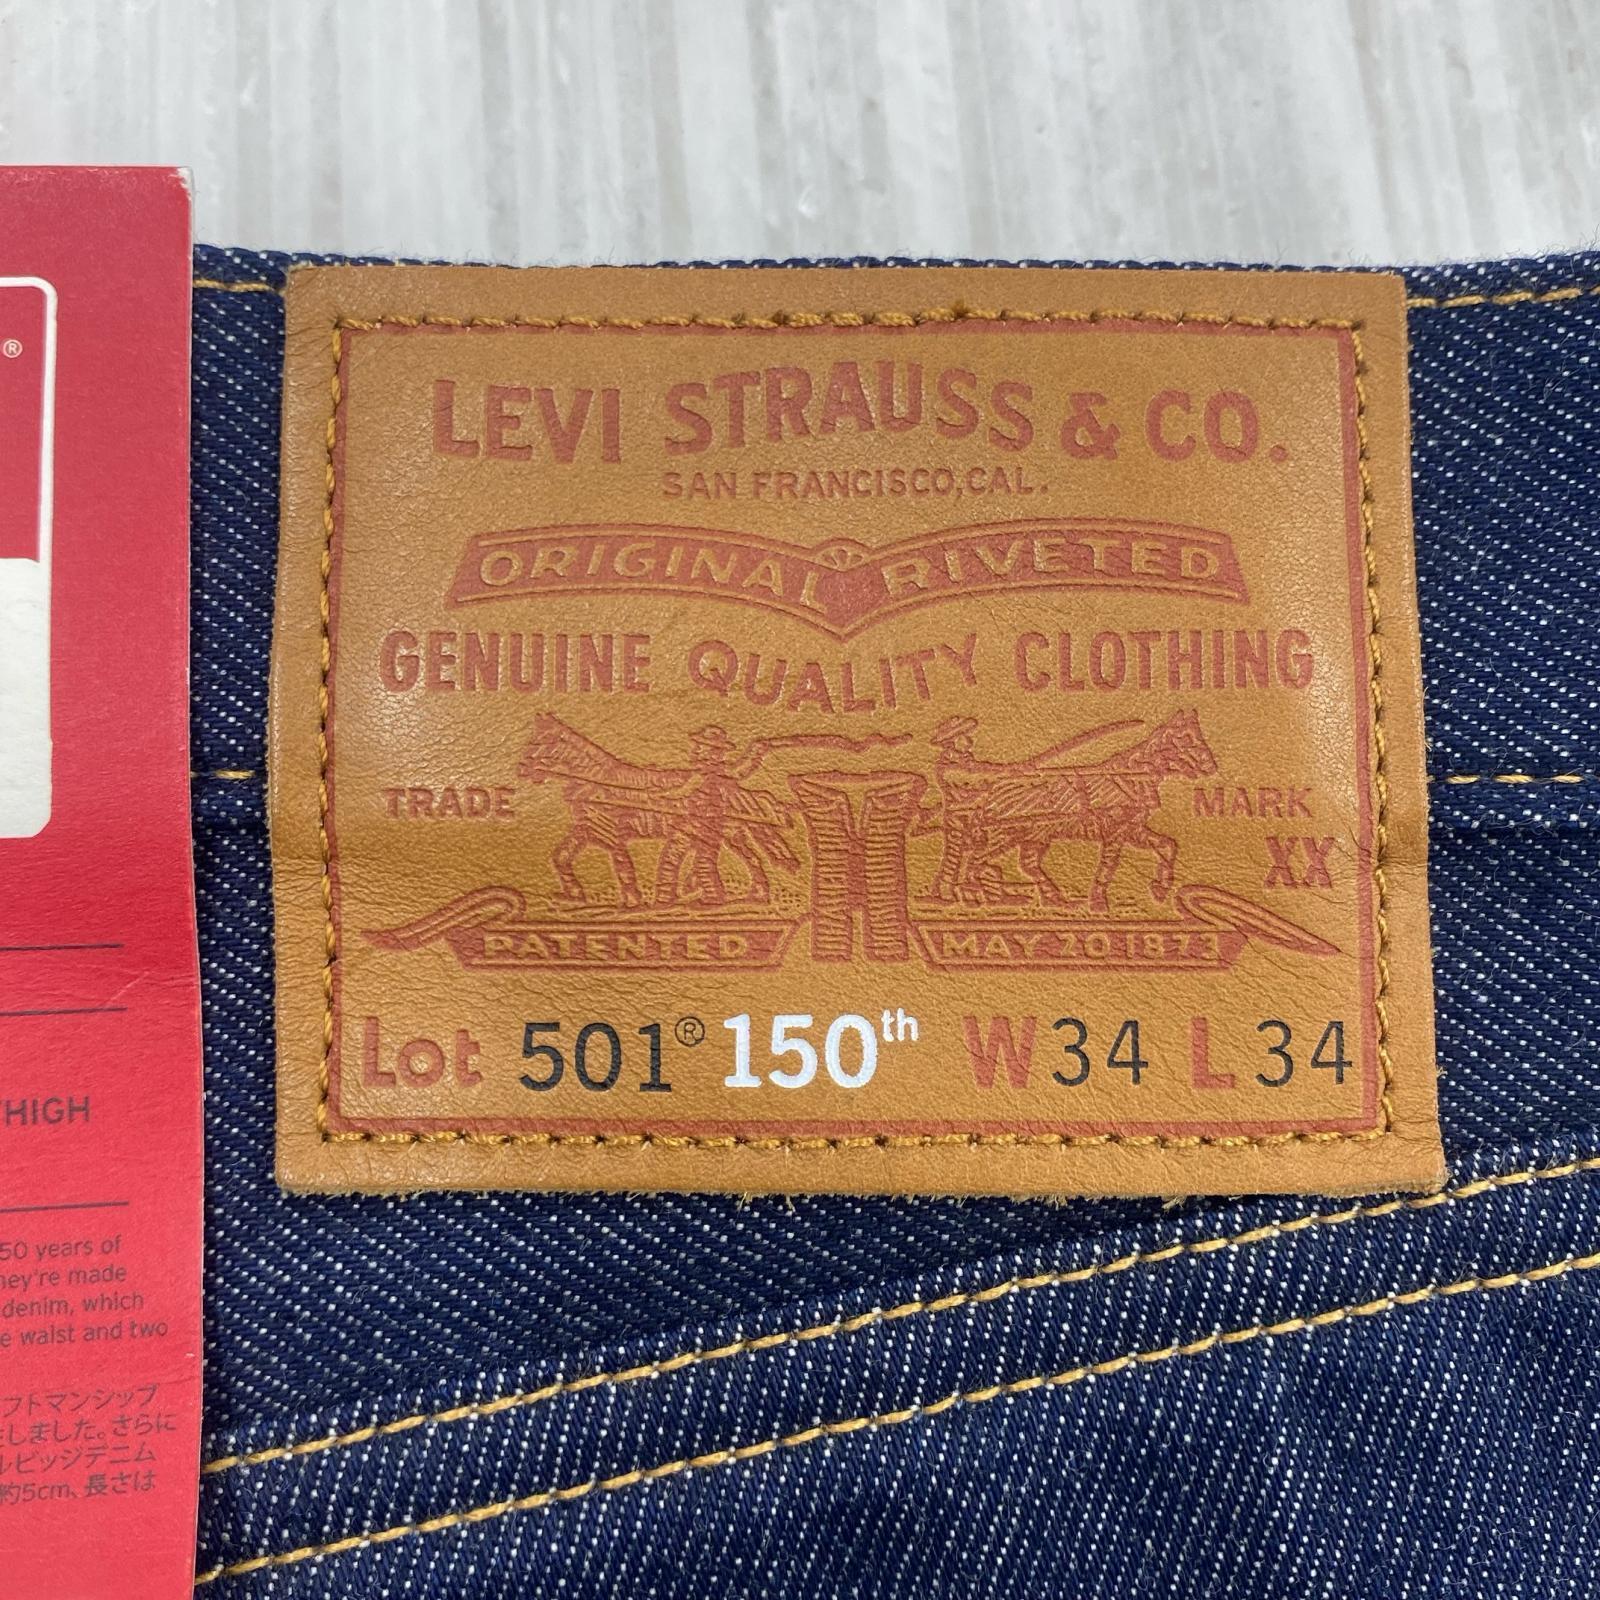 LEVI STRAUSS & CO.
SAN FRANCISCO, CAL.
ORIGINAL RIVETED
GENUINE QUALITY CLOTHING
TRADE MARK
XX
PATENTED MAY 20 1873
Lot 501® 150th W34 L34
®
/HIGH
50 years of
hey're made
denim, which
e waist and two
フトマンシップ
しました。さらに
ルビッジデニム
約5cm、長さは